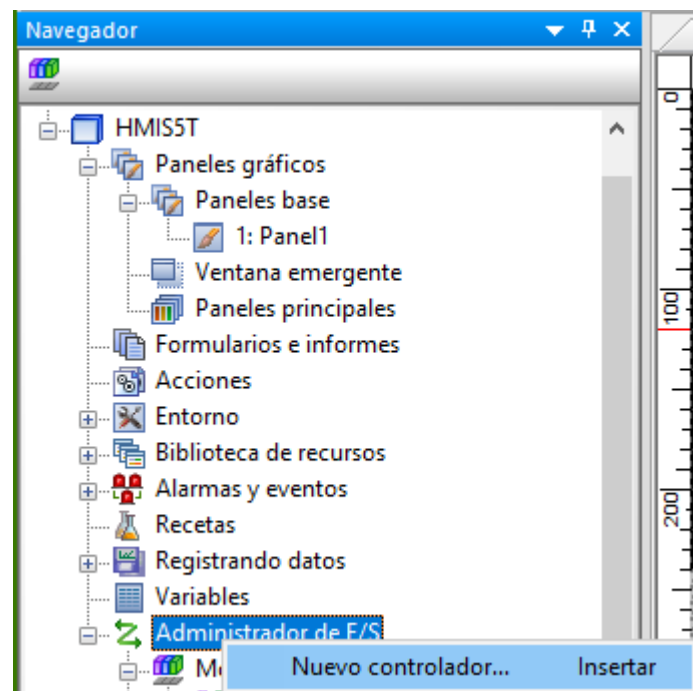 Navegador
HMIS5T
Paneles gráficos
Paneles base
1: Panel1
Ventana emergente
Paneles principales
Formularios e informes
Acciones
Entorno
Biblioteca de recursos
Alarmas y eventos
Recetas
Registrando datos
Variables
Administrador de E/S
Nuevo controlador... Insertar
0
100
200